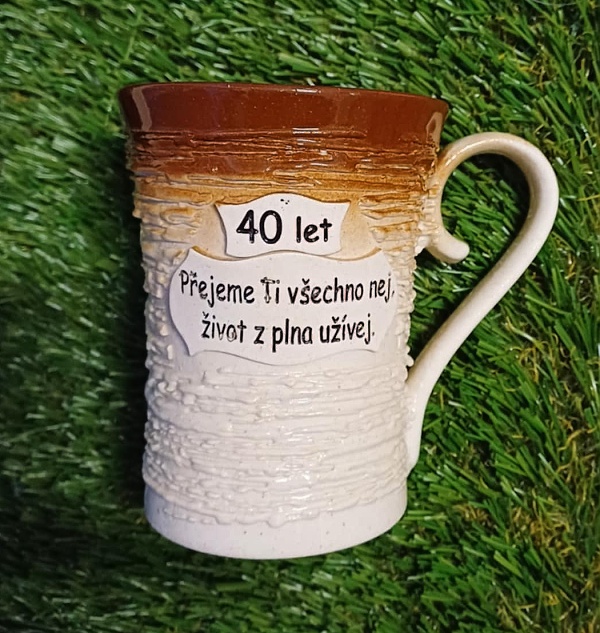 40 let
Přejeme Ti všechno nej,
život z plna užívej.